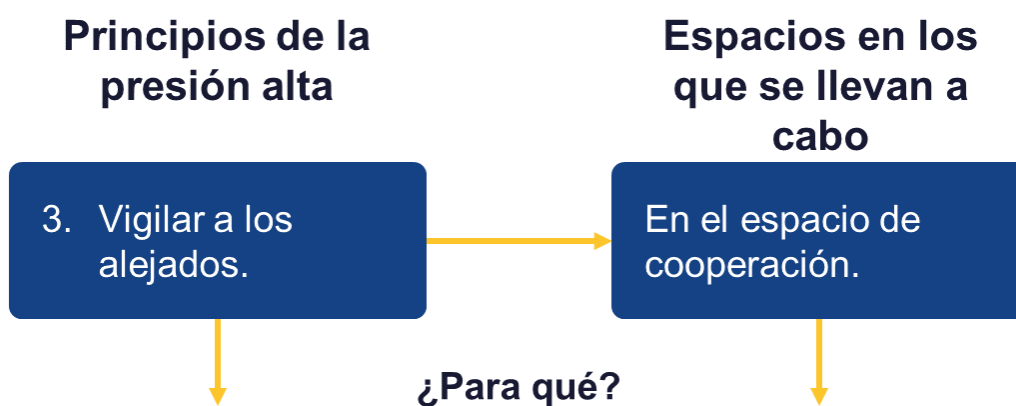 Principios de la
presión alta
Espacios en los
que se llevan a
cabo
3. Vigilar a los
alejados.
En el espacio de
cooperación.
¿Para qué?